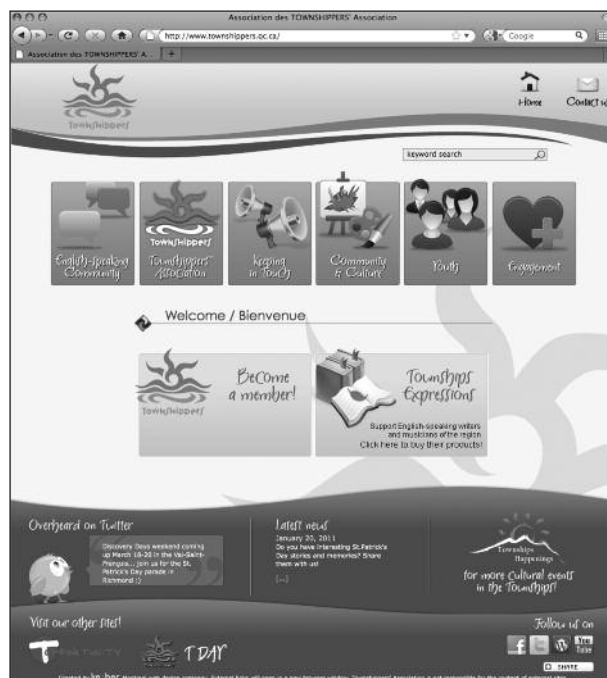 Association des TOWNSHIPPERS' Association
http://www.townshippers.qc.ca/
Google
Association des TOWNSHIPPERS' A...
Townshippers
Home
Contact u
keyword search
English-speaking
Community
Townshippers
Townshippers'
Association
Keeping
in Touch
Community
& Culture
Youth
Engagement
Welcome / Bienvenue
Townshippers
Become
a member!
Townships
Expressions
Support English-speaking writers
and musicians of the region
Click here to buy their products!
Overheard on Twitter
Discovery Days weekend coming
up March 18-20 in the Val-Saint-
François... join us for the St.
Patrick's Day parade in
Richmond :)
Latest news
January 20, 2011
Do you have interesting St.Patrick's
Day stories and memories? Share
them with us!
[...]
Townships
Happenings
for more Cultural events
in the Townships!
Visit our other sites!
T DAY
Follow us on
You
Tube
SHARE